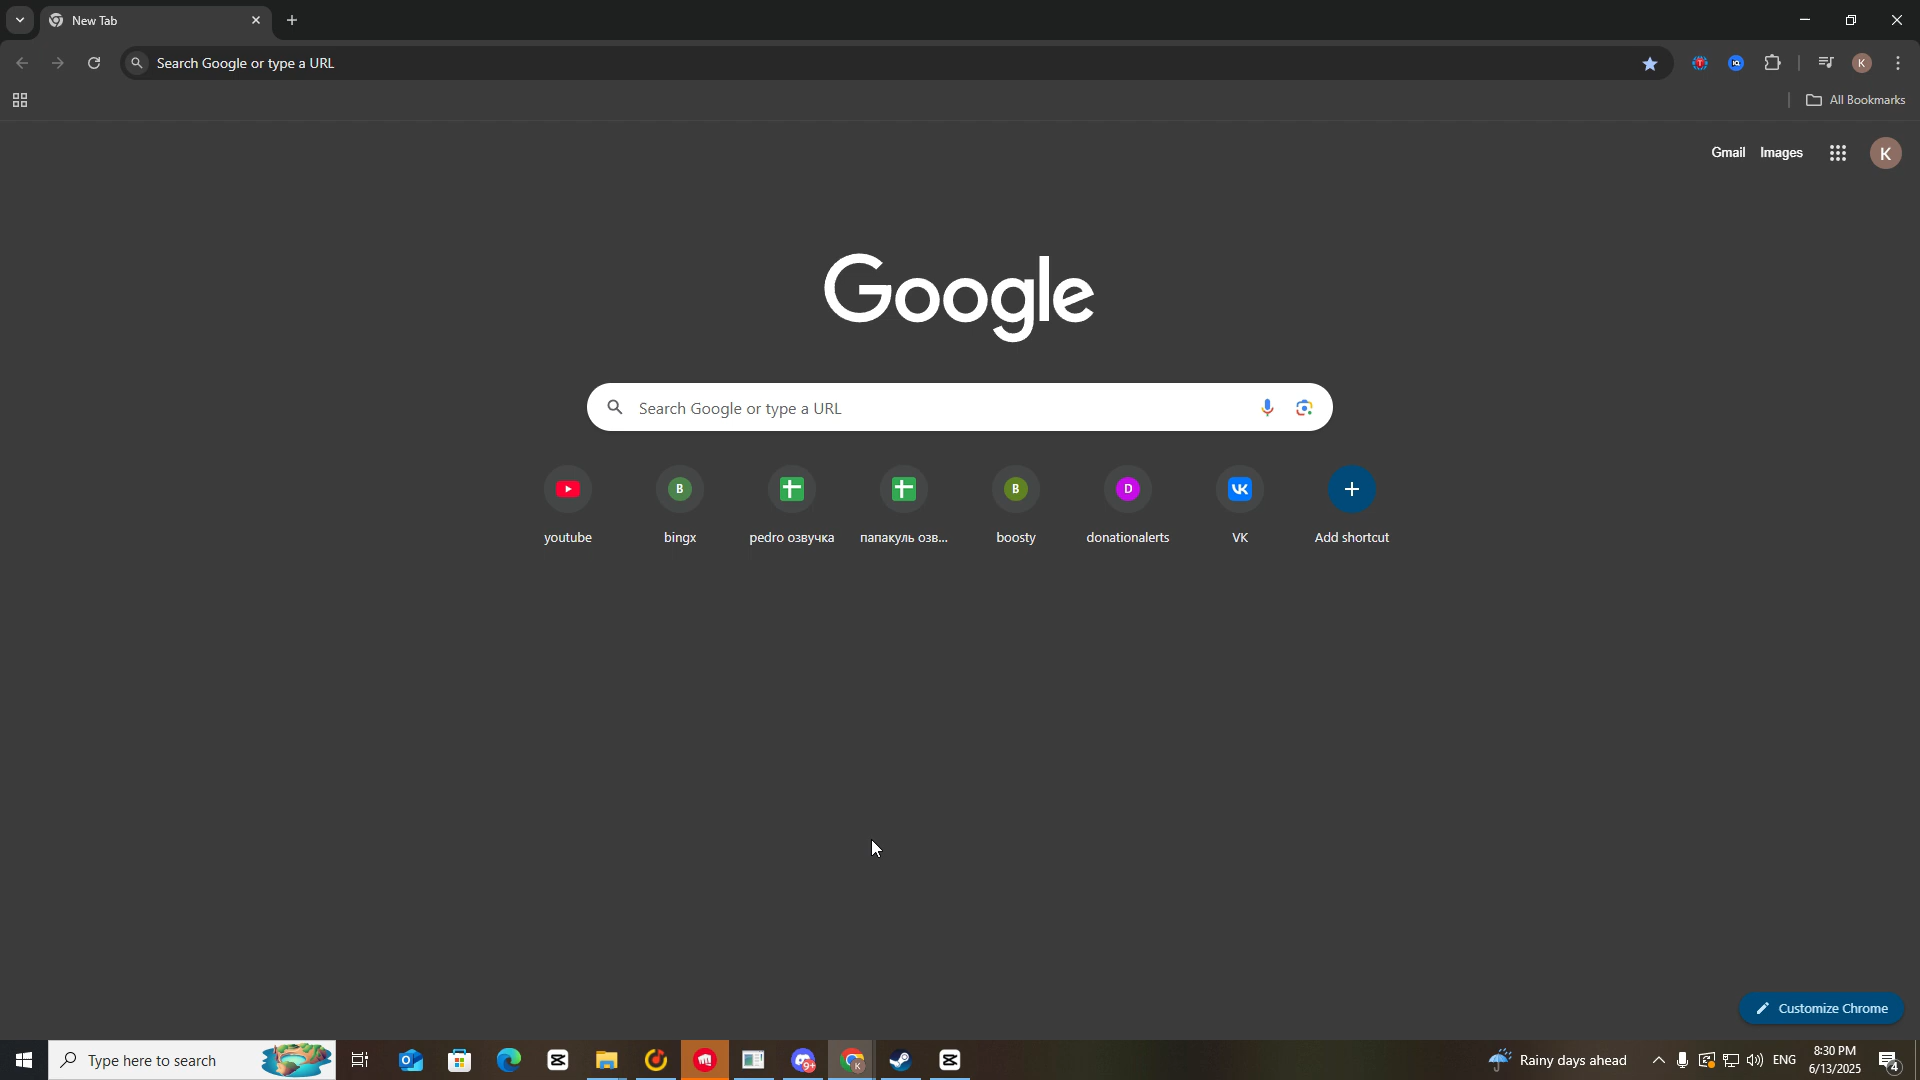 New Tab
Search Google or type a URL
All Bookmarks
Gmail Images K
Google
Search Google or type a URL
youtube bingx pedro озвучка папакуль озв... boosty donationalerts VK Add shortcut
Customize Chrome
Type here to search
Rainy days ahead
ENG
8:30 PM
6/13/2025
4